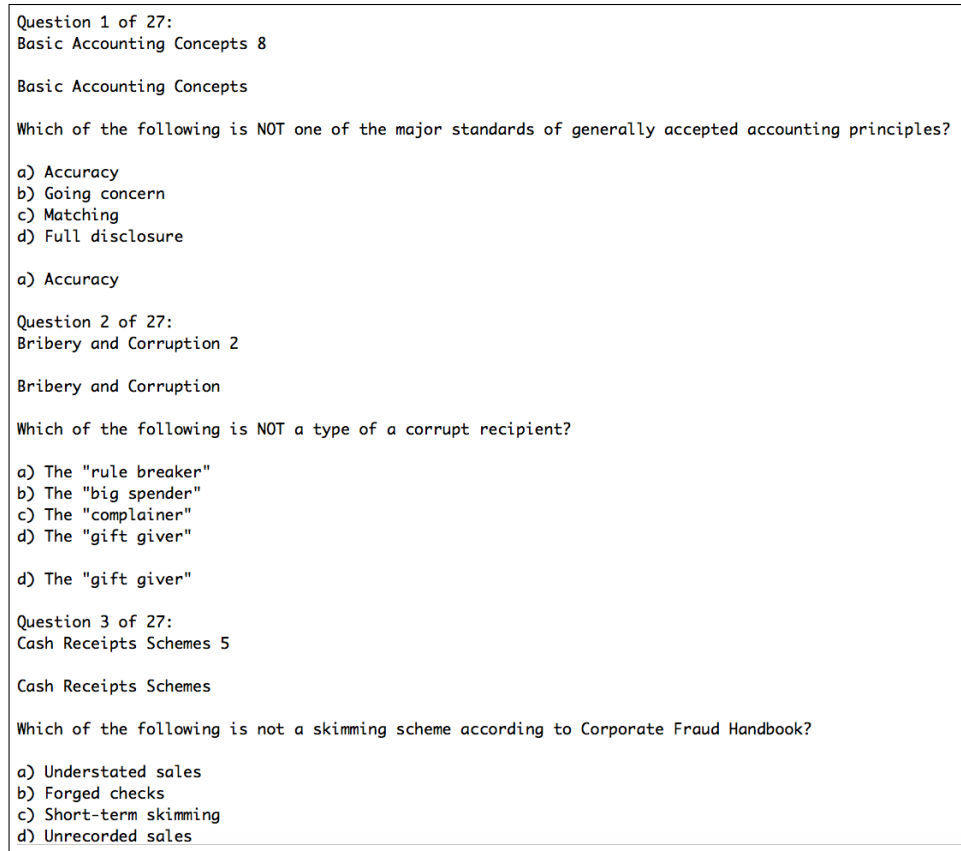 Question 1 of 27:
Basic Accounting Concepts 8
Basic Accounting Concepts
Which of the following is NOT one of the major standards of generally accepted accounting principles?
a) Accuracy
b) Going concern
c) Matching
d) Full disclosure
a) Accuracy
Question 2 of 27:
Bribery and Corruption 2
Bribery and Corruption
Which of the following is NOT a type of a corrupt recipient?
a) The "rule breaker"
b) The "big spender"
c) The "complainer"
d) The "gift giver"
d) The "gift giver"
Question 3 of 27:
Cash Receipts Schemes 5
Cash Receipts Schemes
Which of the following is not a skimming scheme according to Corporate Fraud Handbook?
a) Understated sales
b) Forged checks
c) Short-term skimming
d) Unrecorded sales